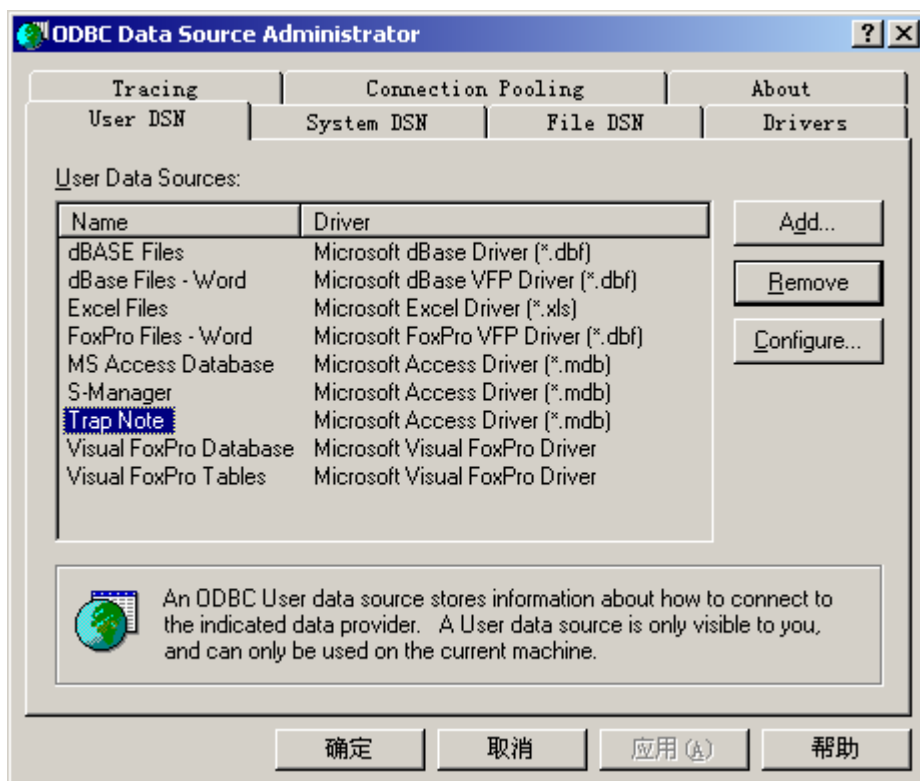 ODBC Data Source Administrator
Tracing Connection Pooling About
User DSN System DSN File DSN Drivers
User Data Sources:
Name Driver
dBASE Files Microsoft dBase Driver (*.dbf)
dBase Files - Word Microsoft dBase VFP Driver (*.dbf)
Excel Files Microsoft Excel Driver (*.xls)
FoxPro Files - Word Microsoft FoxPro VFP Driver (*.dbf)
MS Access Database Microsoft Access Driver (*.mdb)
S-Manager Microsoft Access Driver (*.mdb)
Trap Note Microsoft Access Driver (*.mdb)
Visual FoxPro Database Microsoft Visual FoxPro Driver
Visual FoxPro Tables Microsoft Visual FoxPro Driver
Add...
Remove
Configure...
An ODBC User data source stores information about how to connect to
the indicated data provider. A User data source is only visible to you,
and can only be used on the current machine.
确定 取消 应用(A) 帮助